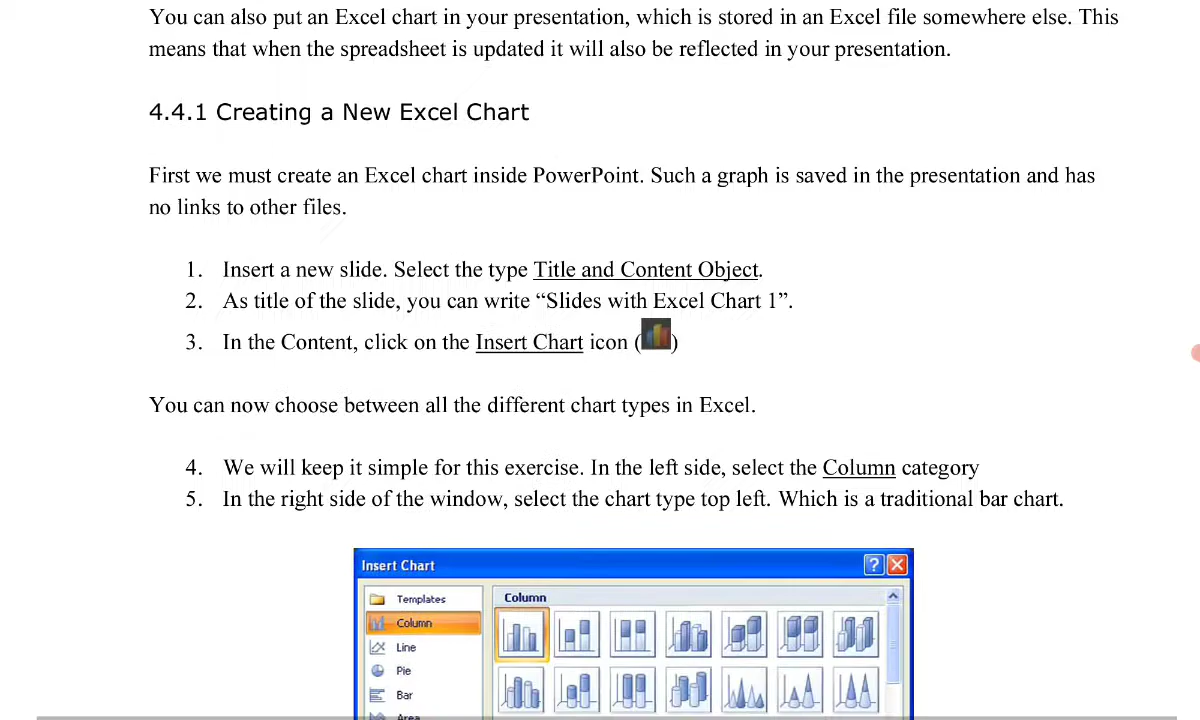 You can also put an Excel chart in your presentation, which is stored in an Excel file somewhere else. This
means that when the spreadsheet is updated it will also be reflected in your presentation.
4.4.1 Creating a New Excel Chart
First we must create an Excel chart inside PowerPoint. Such a graph is saved in the presentation and has
no links to other files.
1. Insert a new slide. Select the type Title and Content Object.
2. As title of the slide, you can write “Slides with Excel Chart 1”.
3. In the Content, click on the Insert Chart icon ( )
You can now choose between all the different chart types in Excel.
4. We will keep it simple for this exercise. In the left side, select the Column category
5. In the right side of the window, select the chart type top left. Which is a traditional bar chart.
Insert Chart
Templates
Column
Line
Pie
Bar
Area
Column